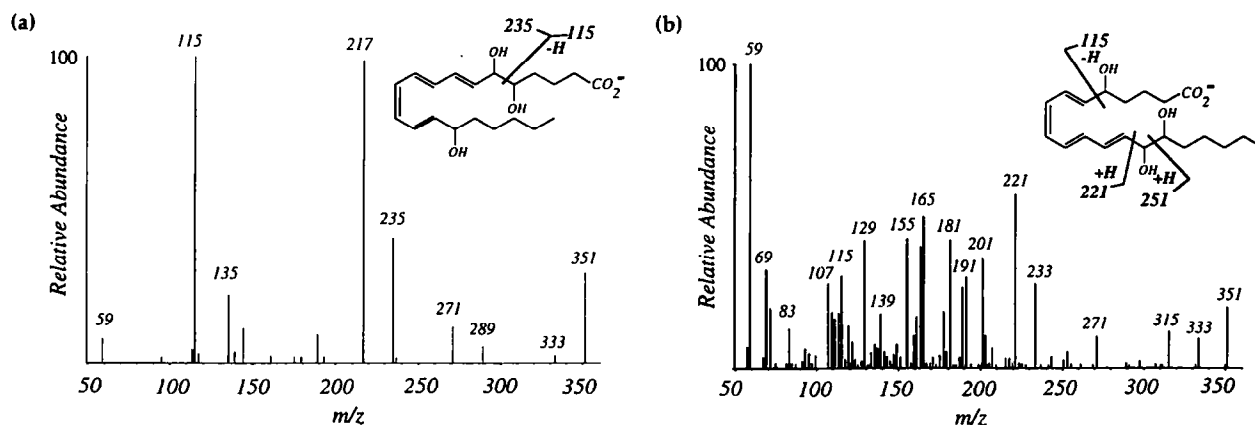 (a)
100
Relative Abundance
115
217
235
135
59
271
289
333
351
235
115
-H
OH
OH
OH
CO2-
50
100
150
200
250
300
350
m/z
(b)
100
Relative Abundance
59
69
83
107
115
129
139
155
165
181
191
201
221
233
271
315
333
351
115
-H
OH
CO2-
OH
OH
+H
221
+H
251
50
100
150
200
250
300
350
m/z